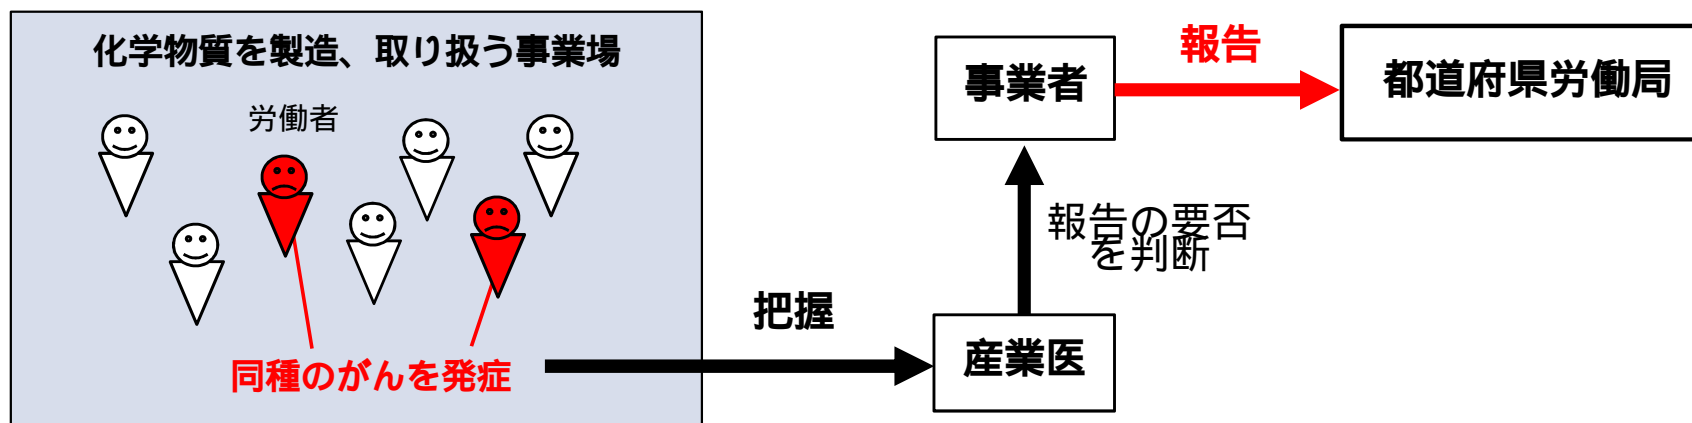 化学物質を製造、取り扱う事業場
労働者
同種のがんを発症
把握
産業医
報告の要否
を判断
事業者
報告
都道府県労働局